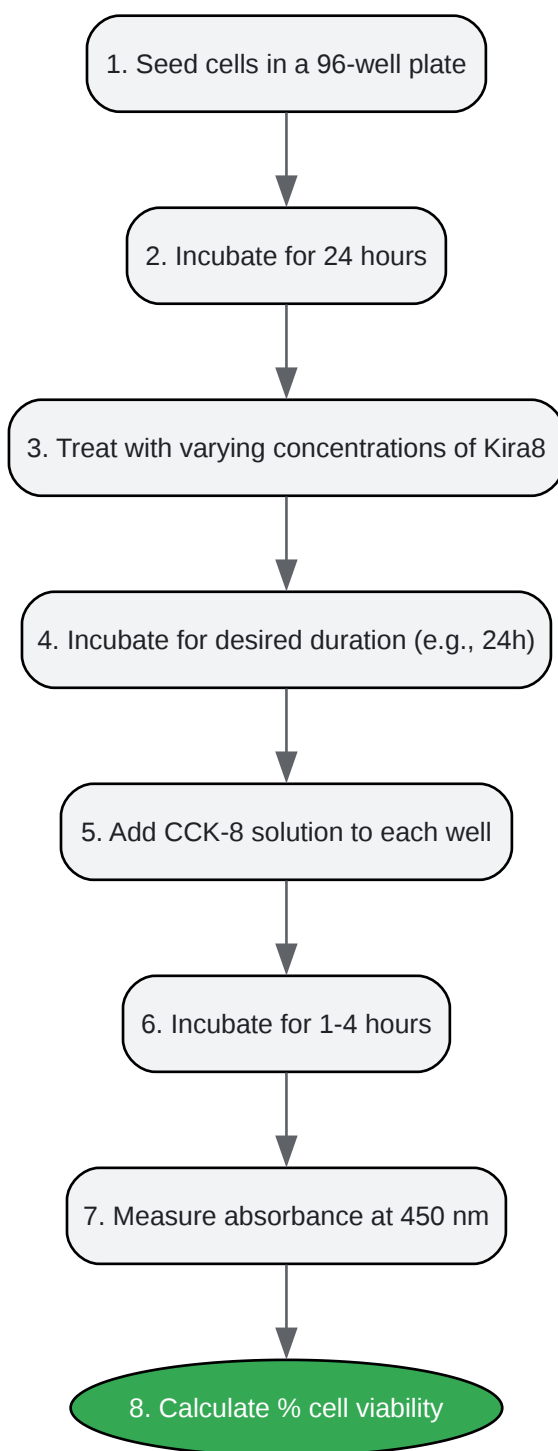 1. Seed cells in a 96-well plate
2. Incubate for 24 hours
3. Treat with varying concentrations of Kira8
4. Incubate for desired duration (e.g., 24h)
5. Add CCK-8 solution to each well
6. Incubate for 1-4 hours
7. Measure absorbance at 450 nm
8. Calculate % cell viability